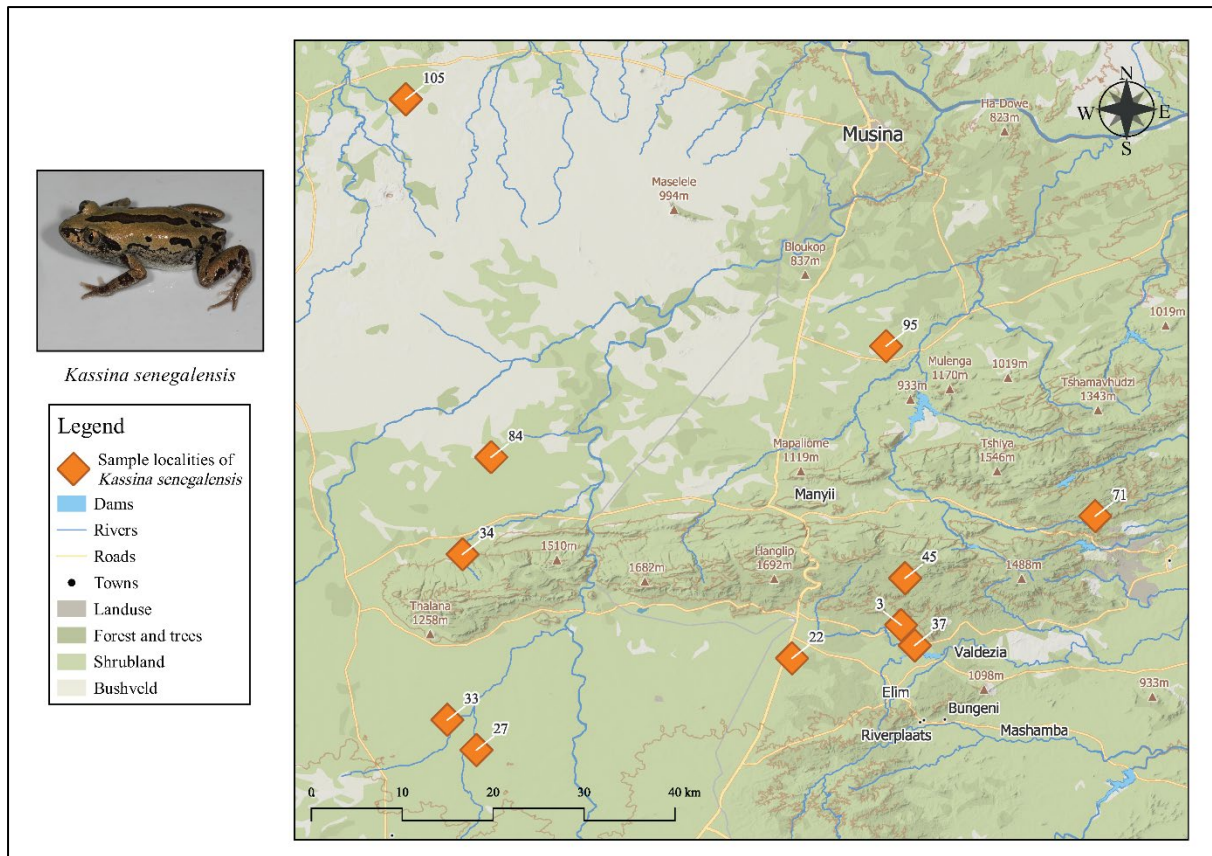 Kassina senegalensis
Legend
Sample localities of
Kassina senegalensis
Dams
Rivers
Roads
Towns
Landuse
Forest and trees
Shrubland
Bushveld
105
N
W
E
S
Ha-Dowe
823m
Musina
Maselele
994m
Bloukop
837m
95
1019m
Mulenga
1170m
1019m
933m
Tshamavhudzi
1343m
84
Mapaliome
1119m
Tshiya
1546m
Manyii
71
34
1510m
1682m
Hanglip
1692m
45
1488m
Thalana
1258m
3
37
22
Valdezia
1098m
933m
Elim
Bungeni
33
Riverplaats
Mashamba
27
0
10
20
30
40 km